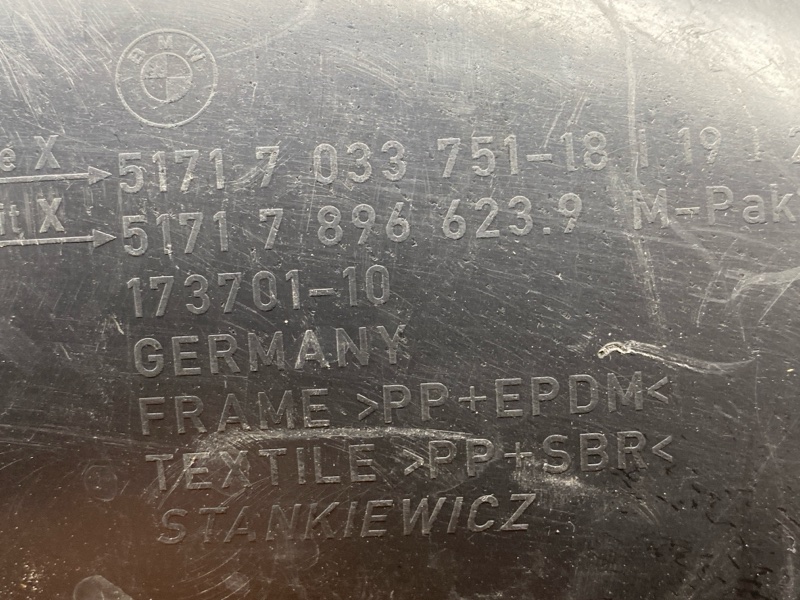 BMW
e X 5171 7 033 751-18 | 19 | 2
it X 5171 7 896 623.9 M-Pak
173701-10
GERMANY
FRAME >PP+EPDM<
TEXTILE >PP+SBR<
STANKIEWICZ